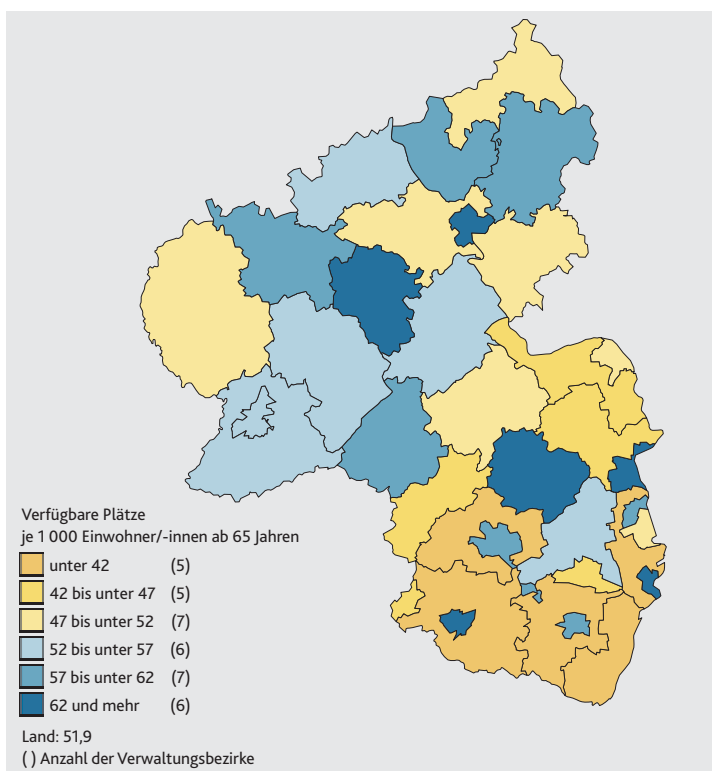 Verfügbare Plätze
je 1 000 Einwohner/-innen ab 65 Jahren
unter 42 (5)
42 bis unter 47 (5)
47 bis unter 52 (7)
52 bis unter 57 (6)
57 bis unter 62 (7)
62 und mehr (6)
Land: 51,9
( ) Anzahl der Verwaltungsbezirke